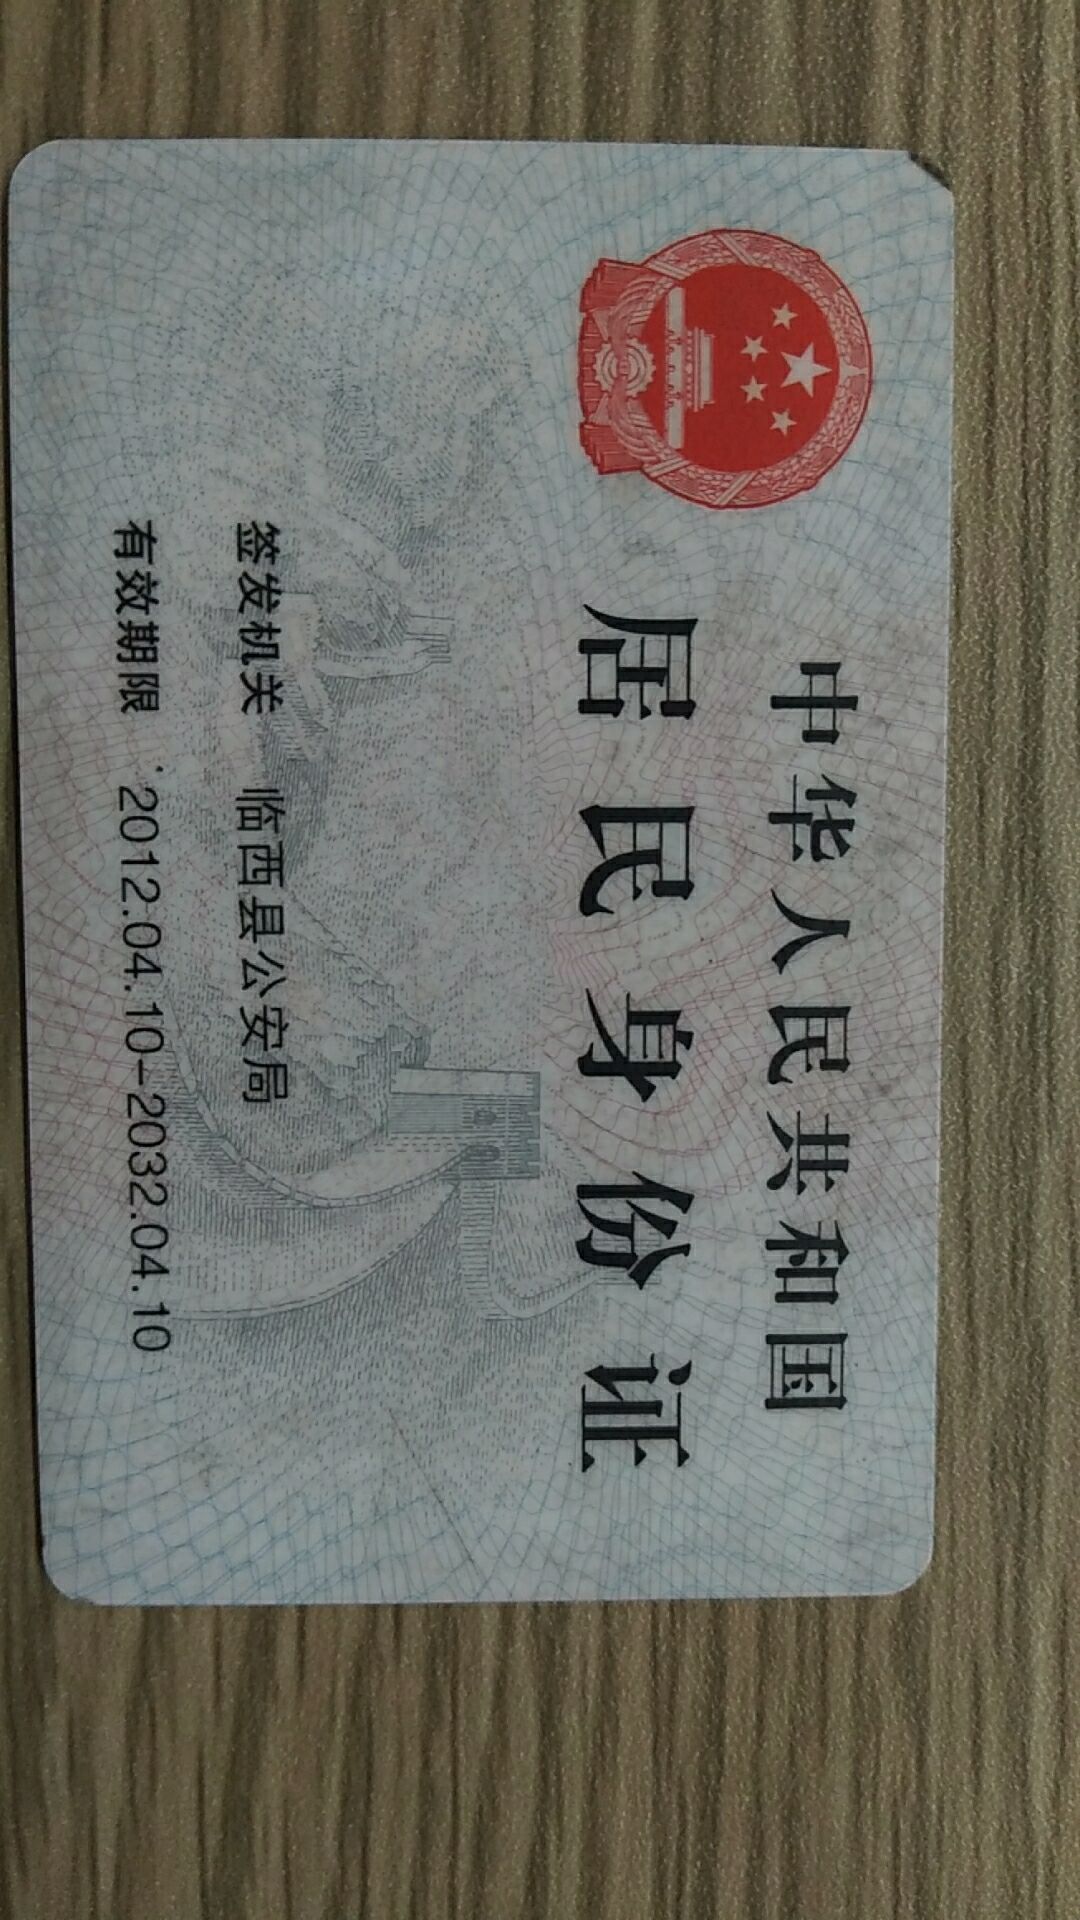 中华人民共和国
居民身份证
签发机关 临西县公安局
有效期限 2012.04.10-2032.04.10